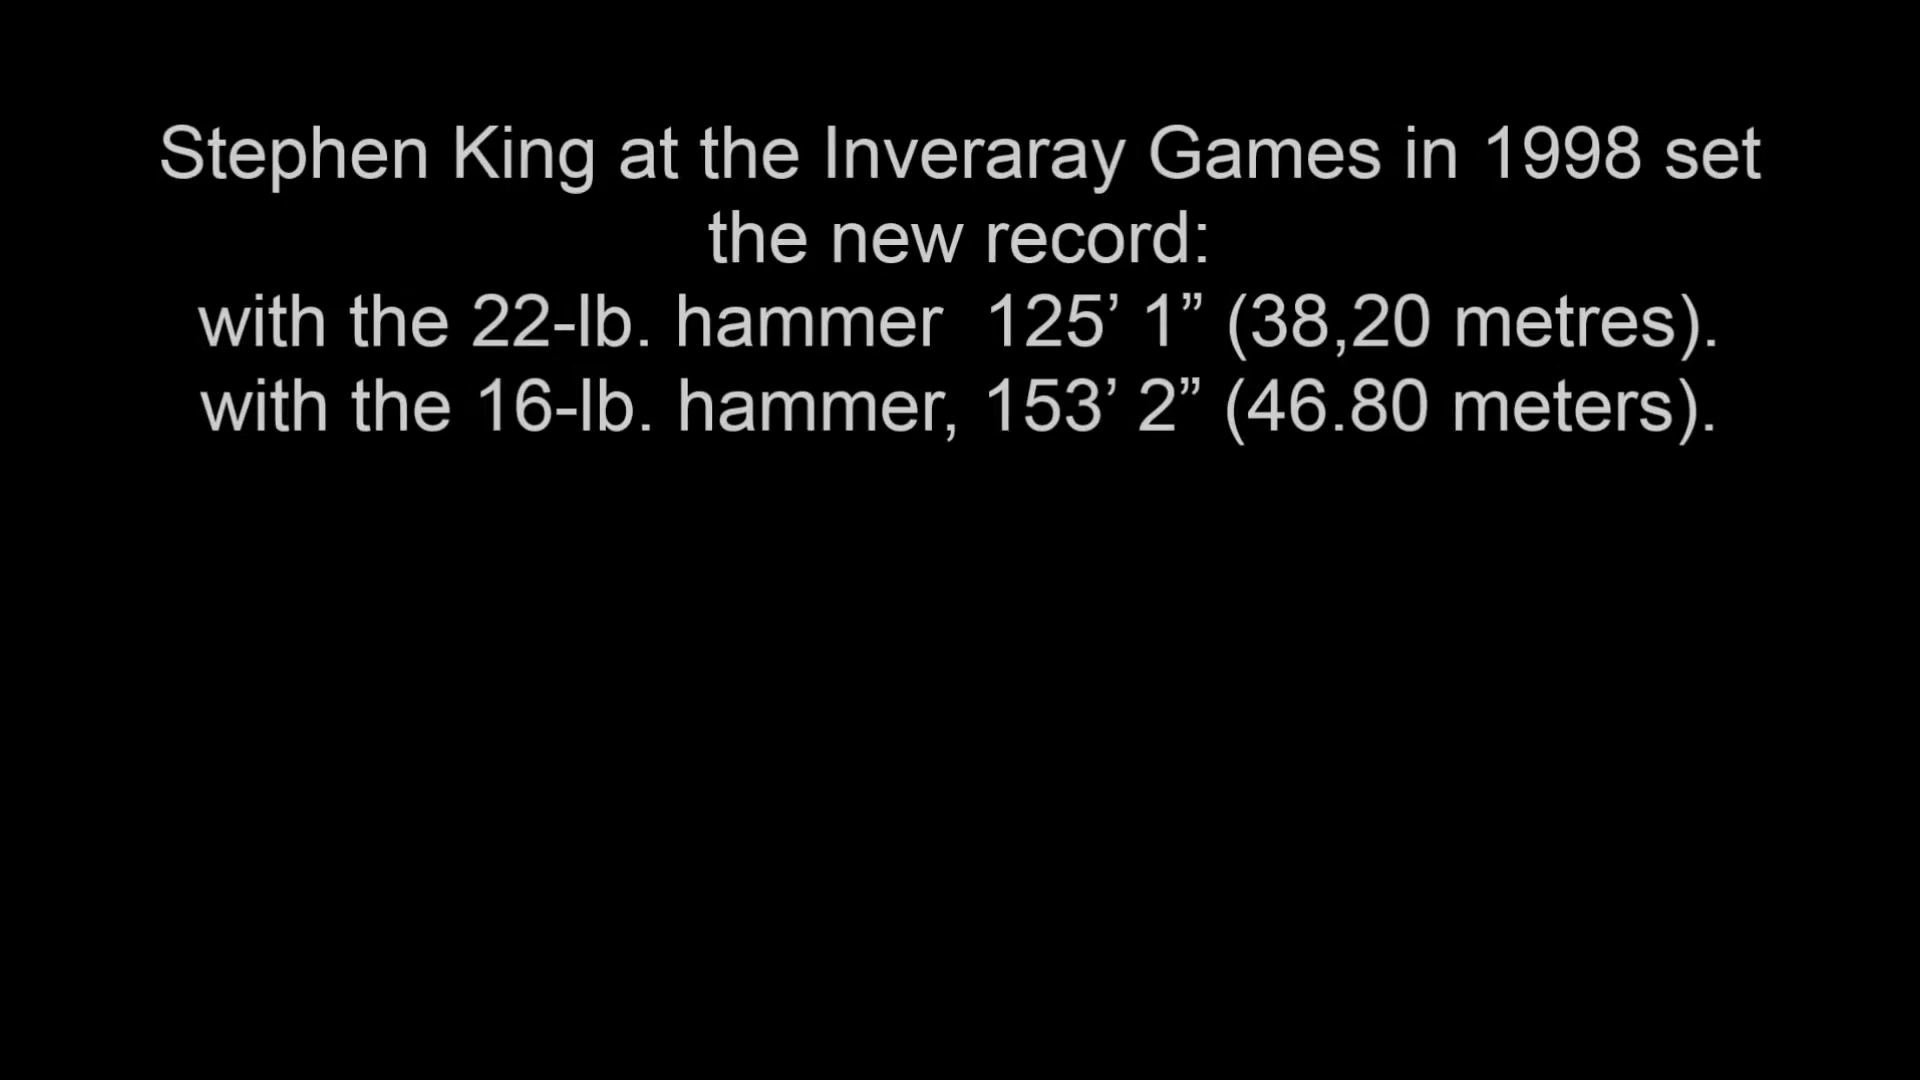 Stephen King at the Inveraray Games in 1998 set
the new record:
with the 22-lb. hammer  125’ 1” (38,20 metres).
with the 16-lb. hammer, 153’ 2” (46.80 meters).